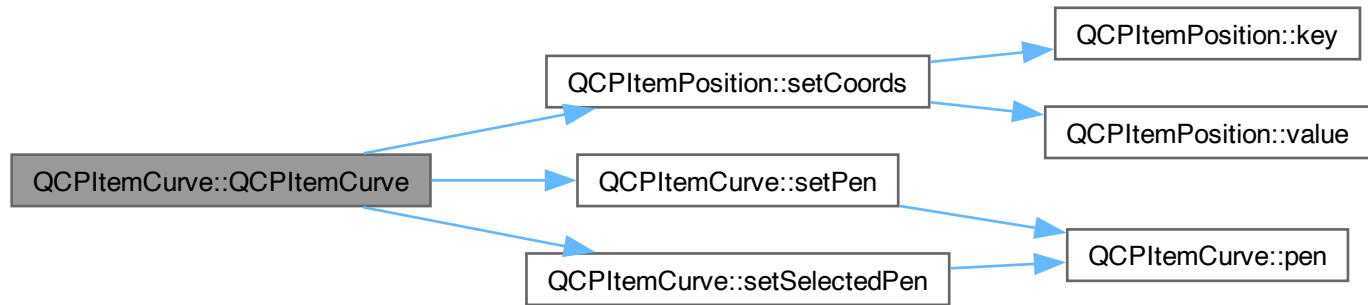 QCPItemPosition::key
QCPItemPosition::setCoords
QCPItemPosition::value
QCPItemCurve::QCPItemCurve
QCPItemCurve::setPen
QCPItemCurve::pen
QCPItemCurve::setSelectedPen